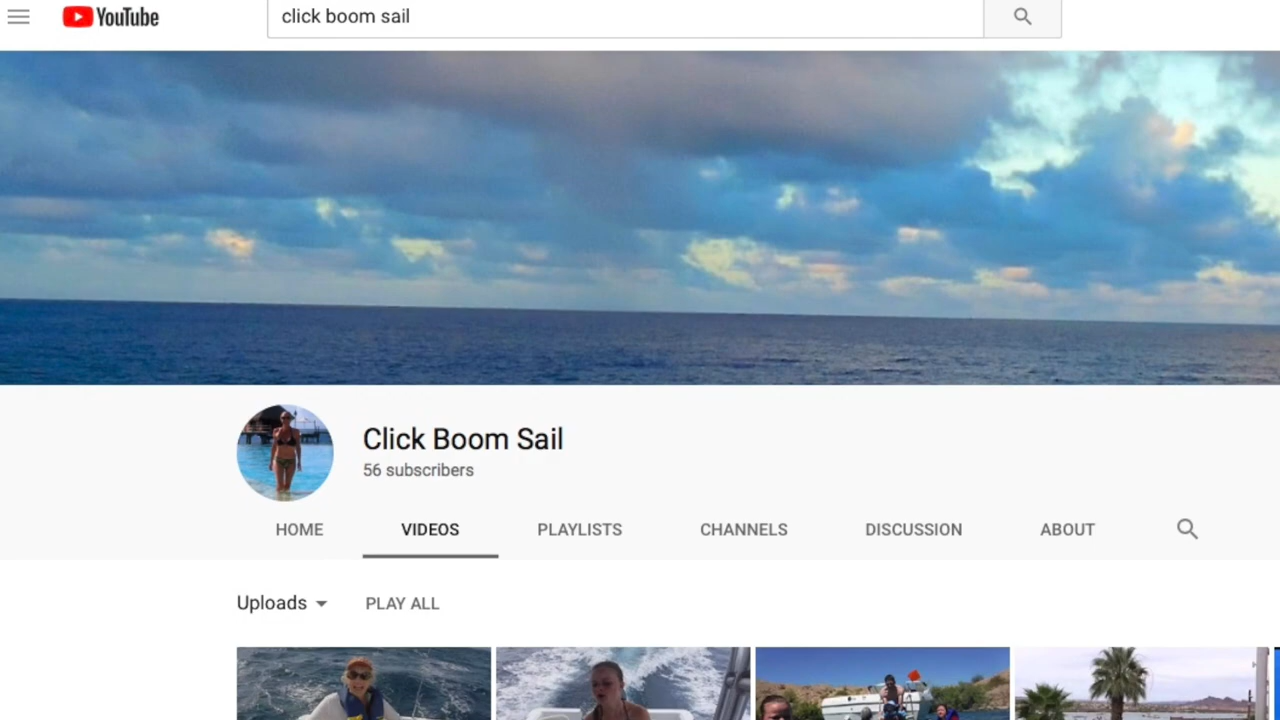 YouTube
click boom sail
Click Boom Sail
56 subscribers
HOME VIDEOS PLAYLISTS CHANNELS DISCUSSION ABOUT
Uploads PLAY ALL